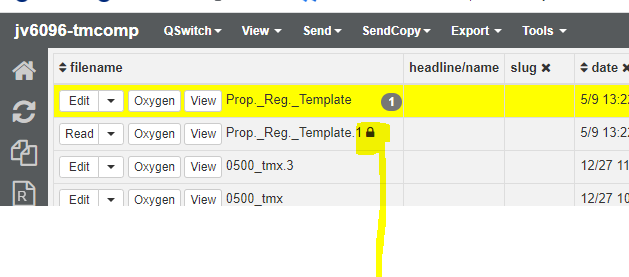 jv6096-tmcomp QSwitch View Send SendCopy Export Tools
filename headline/name slug ✖ date ✖
Edit Oxygen View Prop._Reg._Template 1 5/9 13:2
Read Oxygen View Prop._Reg._Template.1 5/9 13:2
Edit Oxygen View 0500_tmx.3 12/27 1
Edit Oxygen View 0500_tmx 12/27 10
R